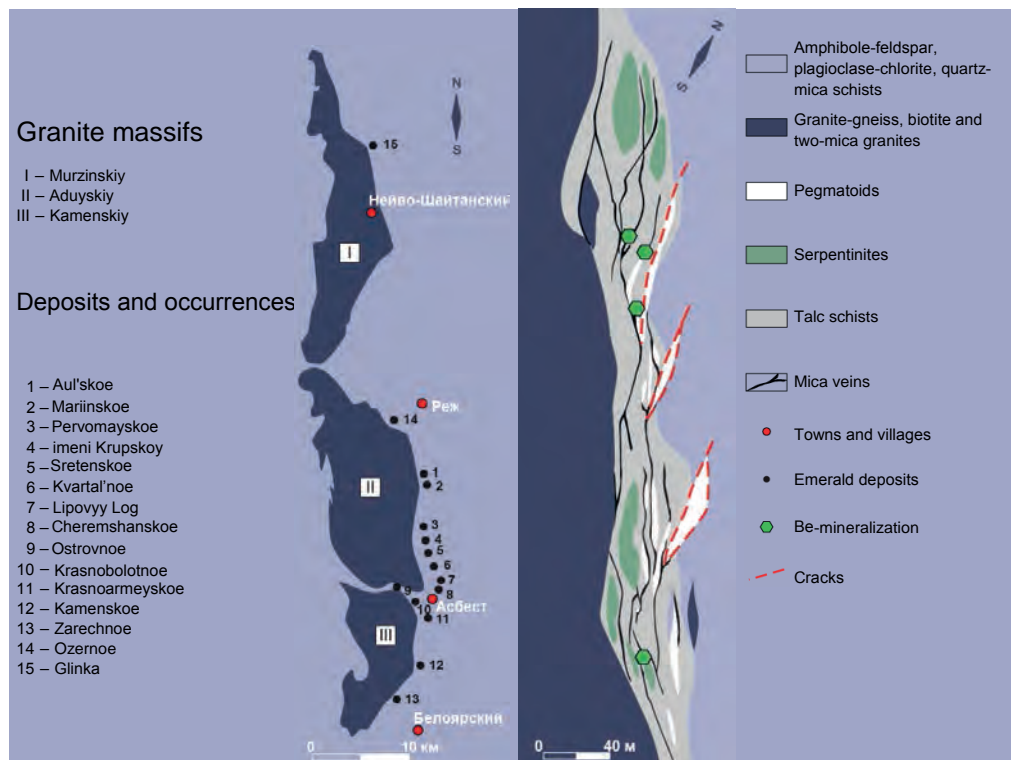 Granite massifs
I – Murzinskiy
II – Aduyskiy
III – Kamenskiy
Deposits and occurrences
1 – Aul'skoe
2 – Mariinskoe
3 – Pervomayskoe
4 – imeni Krupskoy
5 – Sretenskoe
6 – Kvartal'noe
7 – Lipovyy Log
8 – Cheremshanskoe
9 – Ostrovnoe
10 – Krasnobolotnoe
11 – Krasnoarmeyskoe
12 – Kamenskoe
13 – Zarechnoe
14 – Ozernoe
15 – Glinka
N
S
15
Нейво-Шайтанский
I
Реж
14
II
1
2
3
4
5
6
7
8
9
10
Асбест
11
III
12
13
Белоярский
0
10 км
N
S
0
40 м
Amphibole-feldspar,
plagioclase-chlorite, quartz-
mica schists
Granite-gneiss, biotite and
two-mica granites
Pegmatoids
Serpentinites
Talc schists
Mica veins
Towns and villages
Emerald deposits
Be-mineralization
Cracks